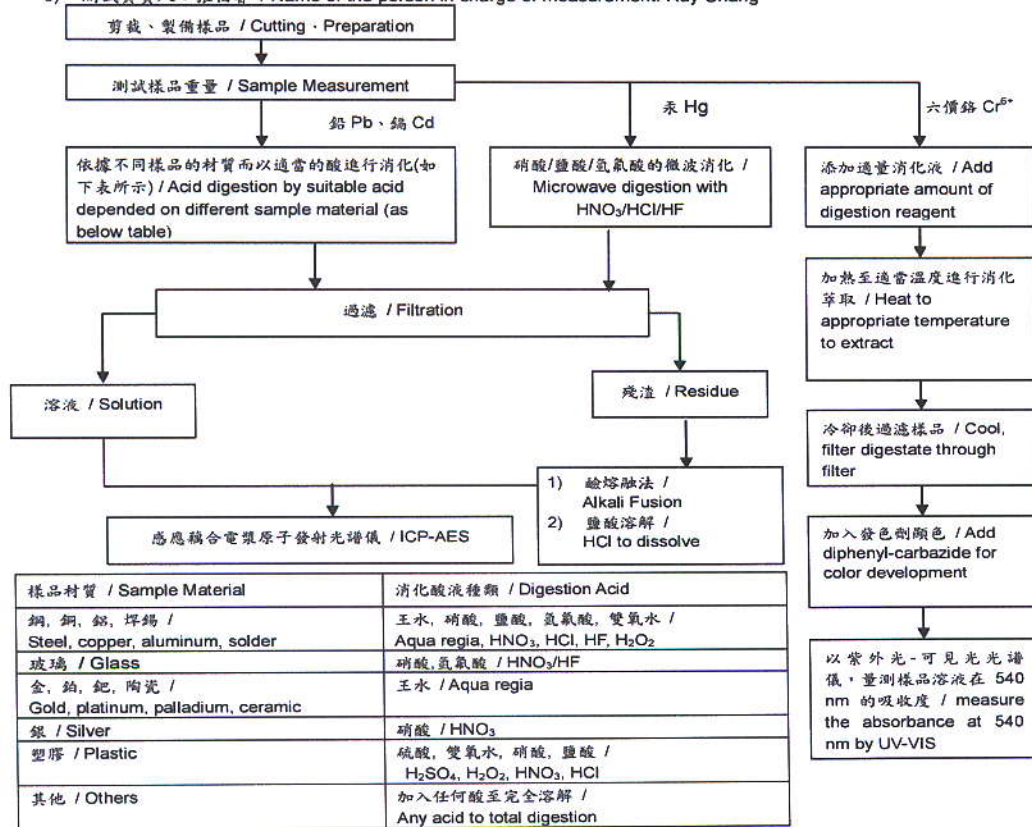 Name of the person in charge of measurement: Ray Chang
剪裁、製備樣品 / Cutting、Preparation
測試樣品重量 / Sample Measurement
鉛 Pb、鎘 Cd
汞 Hg
六價鉻 Cr⁶⁺
依據不同樣品的材質而以適當的酸進行消化(如
下表所示) / Acid digestion by suitable acid
depended on different sample material (as
below table)
硝酸/鹽酸/氫氟酸的微波消化 /
Microwave digestion with
HNO₃/HCl/HF
添加適量消化液 / Add
appropriate amount of
digestion reagent
過濾 / Filtration
加熱至適當溫度進行消化
萃取 / Heat to
appropriate temperature
to extract
溶液 / Solution
殘渣 / Residue
冷卻後過濾樣品 / Cool,
filter digestate through
filter
1) 鹼熔融法 /
Alkali Fusion
2) 鹽酸溶解 /
HCl to dissolve
感應耦合電漿原子發射光譜儀 / ICP-AES
加入發色劑顯色 / Add
diphenyl-carbazide for
color development
以紫外光-可見光光譜
儀，量測樣品溶液在 540
nm 的吸收度 / measure
the absorbance at 540
nm by UV-VIS
樣品材質 / Sample Material
消化酸液種類 / Digestion Acid
鋼, 銅, 鋁, 焊錫 /
Steel, copper, aluminum, solder
王水, 硝酸, 鹽酸, 氫氟酸, 雙氧水 /
Aqua regia, HNO₃, HCl, HF, H₂O₂
玻璃 / Glass
硝酸,氫氟酸 / HNO₃/HF
金, 鉑, 鈀, 陶瓷 /
Gold, platinum, palladium, ceramic
王水 / Aqua regia
銀 / Silver
硝酸 / HNO₃
塑膠 / Plastic
硫酸, 雙氧水, 硝酸, 鹽酸 /
H₂SO₄, H₂O₂, HNO₃, HCl
其他 / Others
加入任何酸至完全溶解 /
Any acid to total digestion